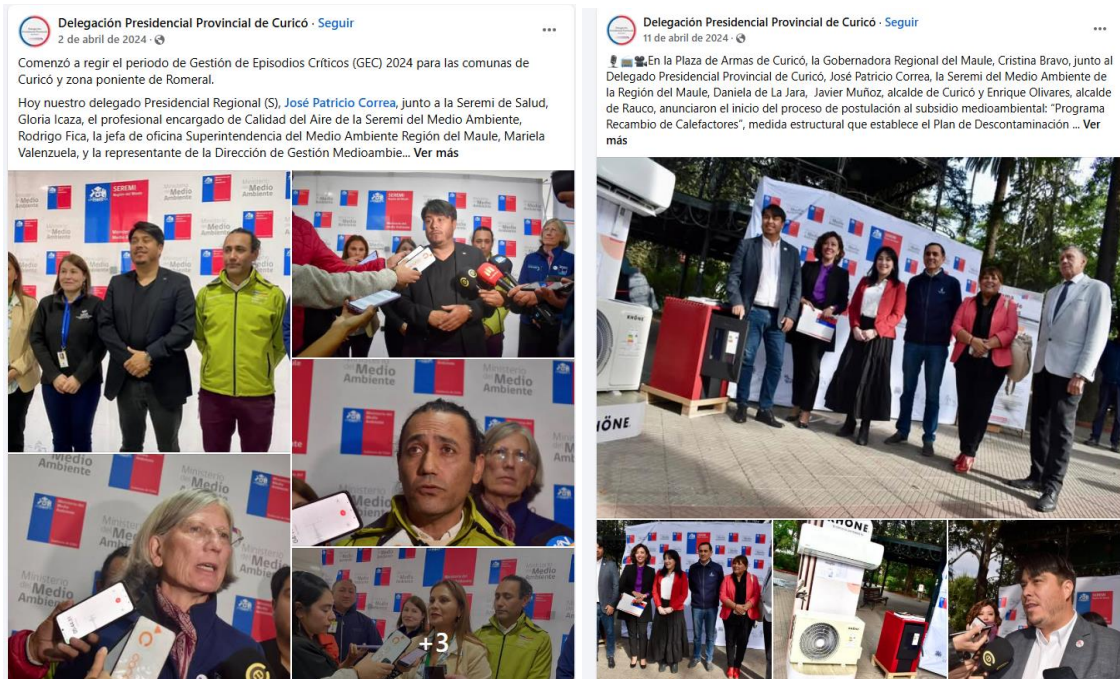 Delegación Presidencial Provincial de Curicó · Seguir
2 de abril de 2024 ·
Comenzó a regir el periodo de Gestión de Episodios Críticos (GEC) 2024 para las comunas de
Curicó y zona poniente de Romeral.
Hoy nuestro delegado Presidencial Regional (S), José Patricio Correa, junto a la Seremi de Salud,
Gloria Icaza, el profesional encargado de Calidad del Aire de la Seremi del Medio Ambiente,
Rodrigo Fica, la jefa de oficina Superintendencia del Medio Ambiente Región del Maule, Mariela
Valenzuela, y la representante de la Dirección de Gestión Medioambie... Ver más
SEREMI
Ministerio del Medio Ambiente
Medio Ambiente
Ministerio del Medio Ambiente
+3
Delegación Presidencial Provincial de Curicó · Seguir
11 de abril de 2024 ·
En la Plaza de Armas de Curicó, la Gobernadora Regional del Maule, Cristina Bravo, junto al
Delegado Presidencial Provincial de Curicó, José Patricio Correa, la Seremi del Medio Ambiente de
la Región del Maule, Daniela de La Jara, Javier Muñoz, alcalde de Curicó y Enrique Olivares, alcalde
de Rauco, anunciaron el inicio del proceso de postulación al subsidio medioambiental: "Programa
Recambio de Calefactores", medida estructural que establece el Plan de Descontaminación ... Ver
más
RHÖNE
HÖNE
RHÖNE